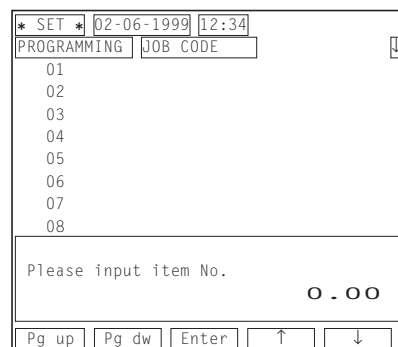 * SET * 02-06-1999 12:34
PROGRAMMING JOB CODE ↓
01
02
03
04
05
06
07
08
Please input item No.
0.00
Pg up Pg dw Enter ↑ ↓